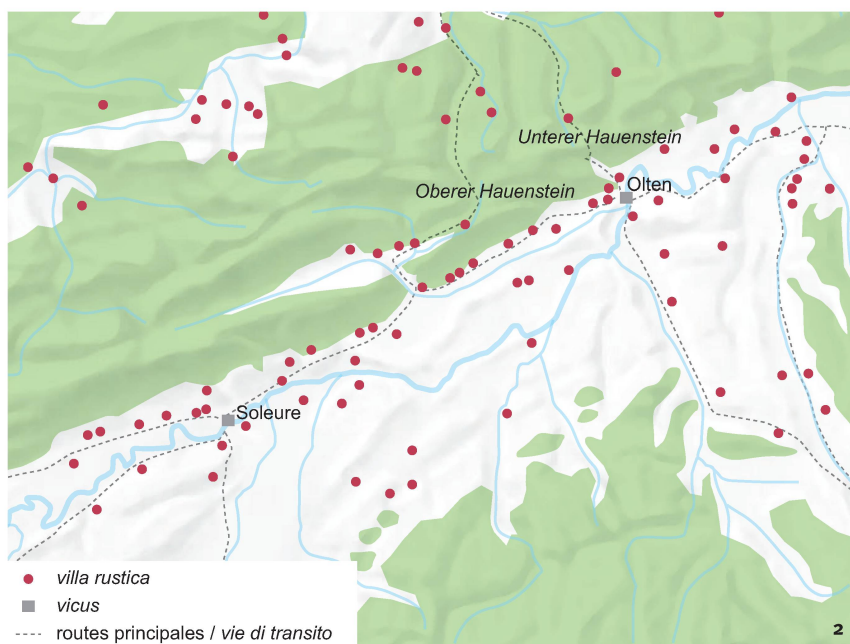 Unterer Hauenstein
Oberer Hauenstein
Olten
Soleure
villa rustica
vicus
routes principales / vie di transito
2